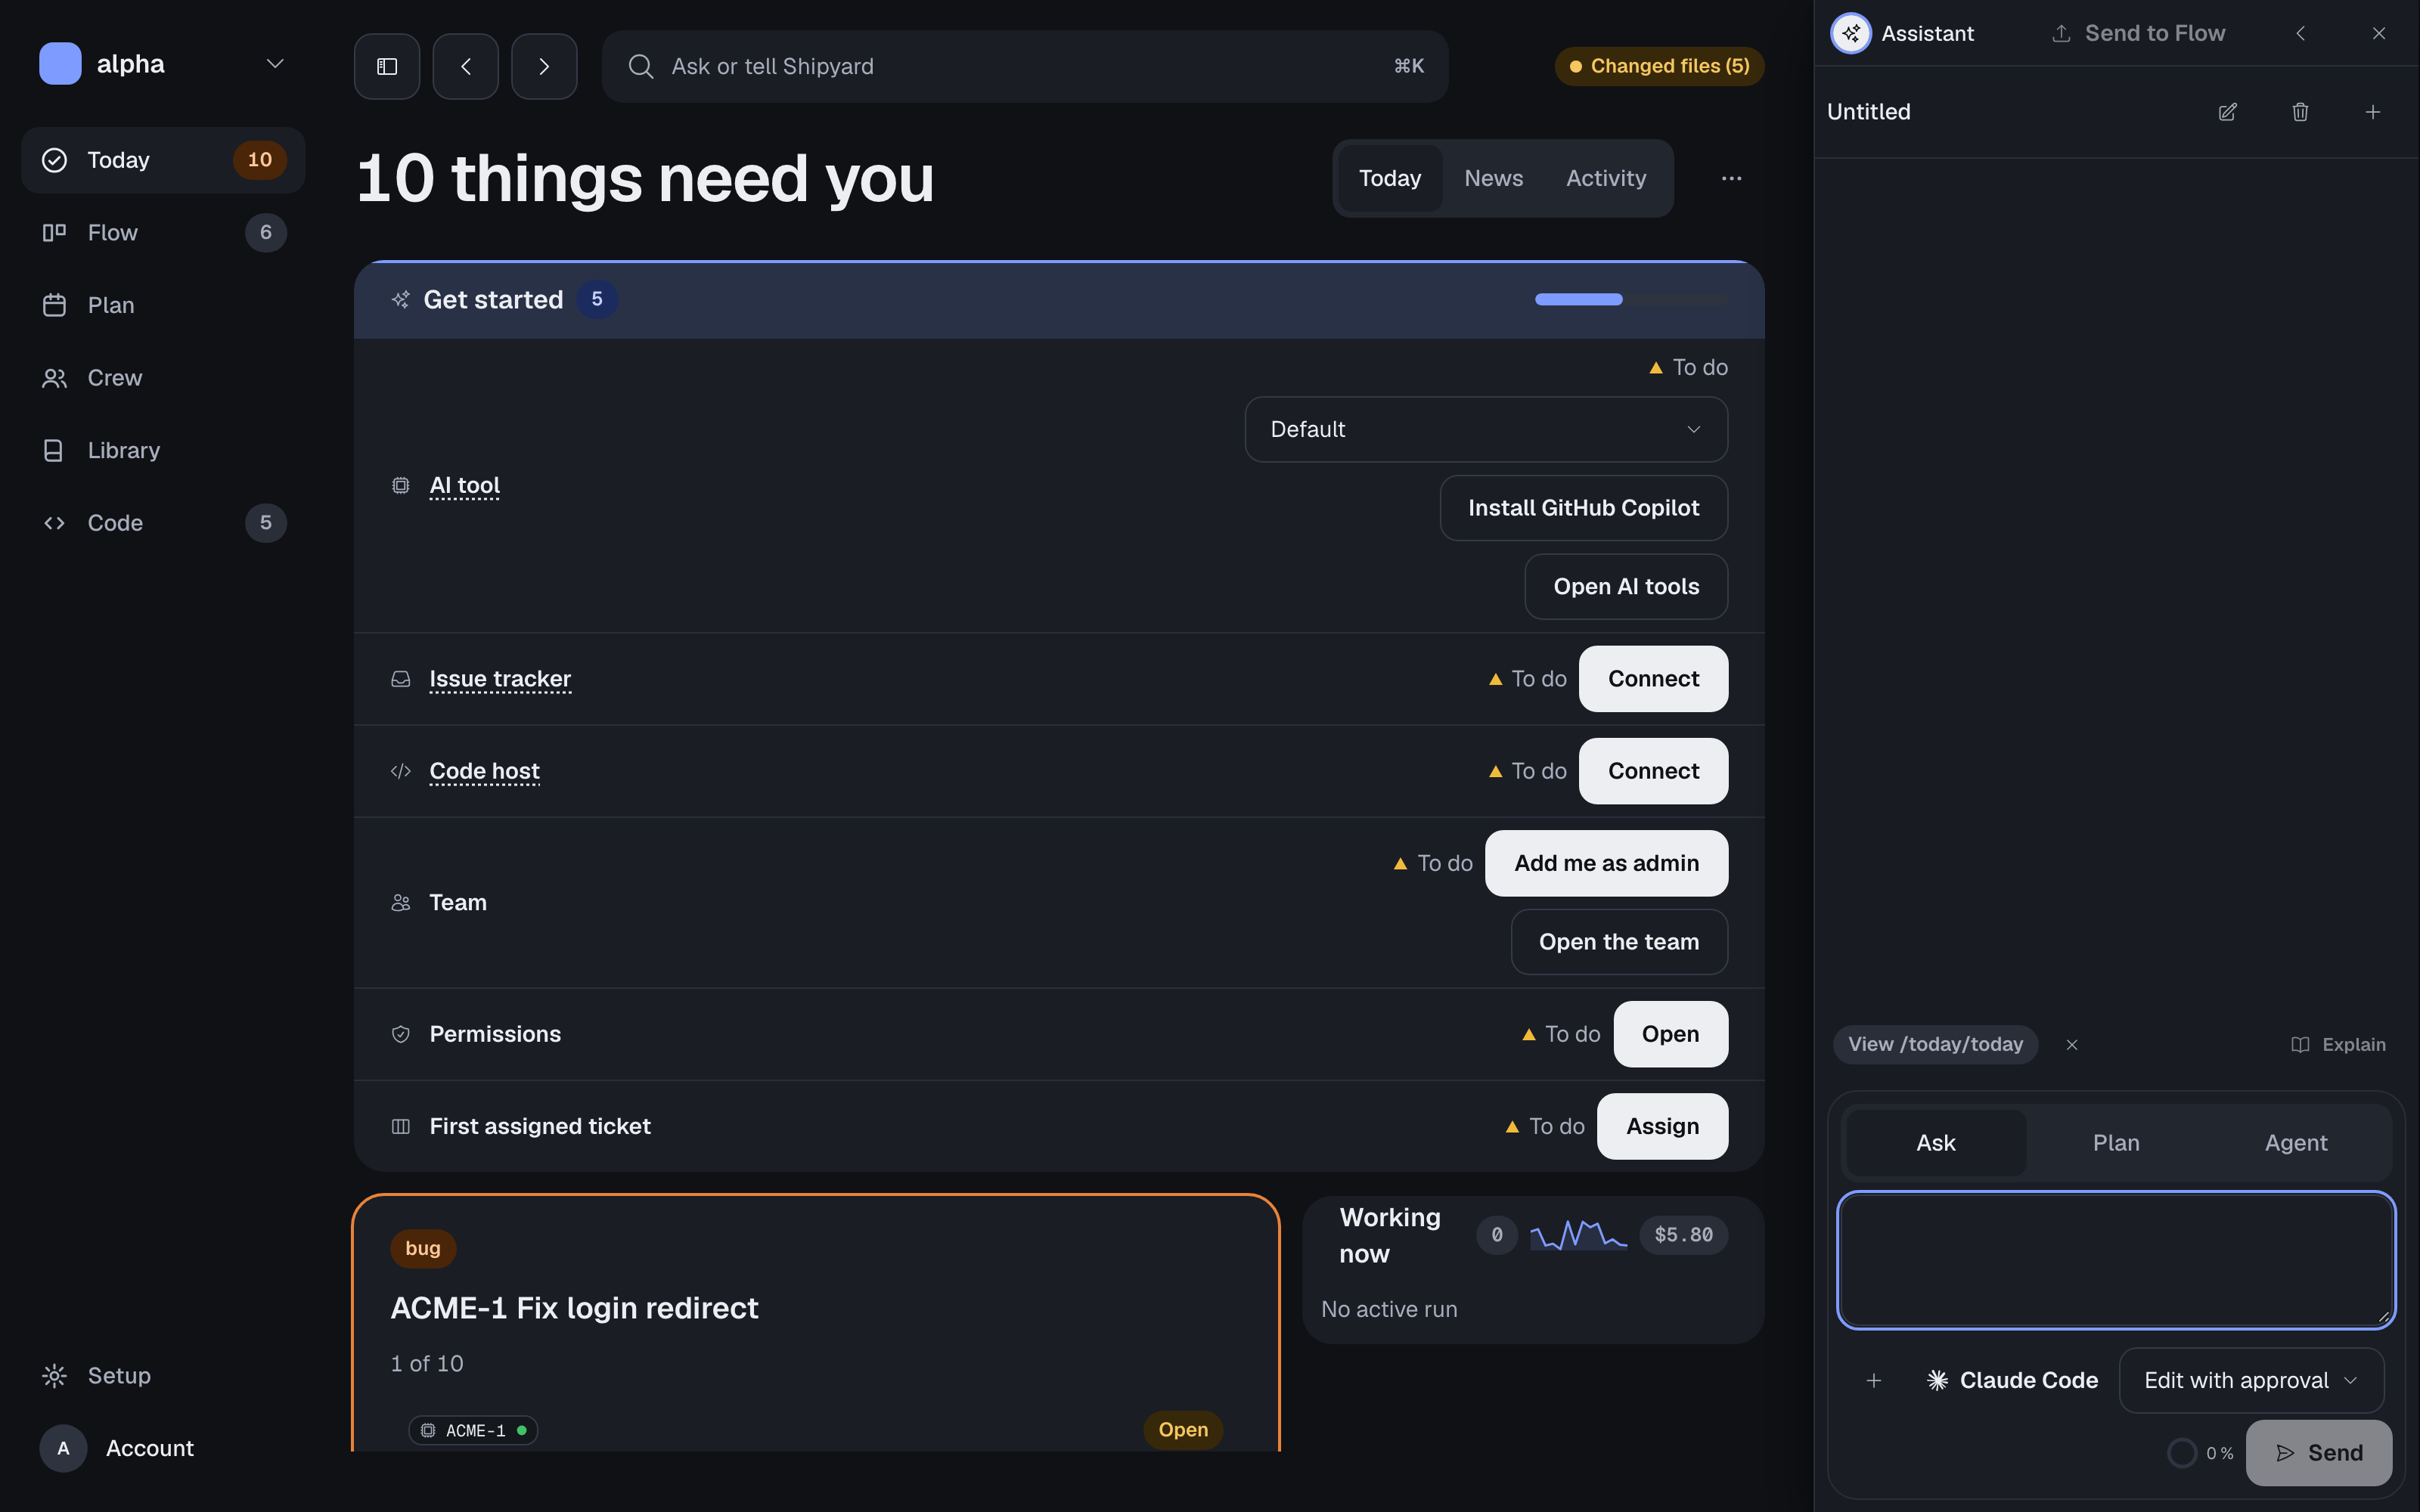 alpha
Today 10
Flow 6
Plan
Crew
Library
Code 5
Setup
A Account
Ask or tell Shipyard ⌘K
Changed files (5)
10 things need you
Today News Activity
Get started 5
To do
Default
AI tool
Install GitHub Copilot
Open AI tools
Issue tracker To do Connect
Code host To do Connect
To do Add me as admin
Team
Open the team
Permissions To do Open
First assigned ticket To do Assign
bug
ACME-1 Fix login redirect
1 of 10
ACME-1 Open
Working
now
0 $5.80
No active run
Assistant Send to Flow
Untitled
View /today/today Explain
Ask Plan Agent
Claude Code Edit with approval
0 % Send